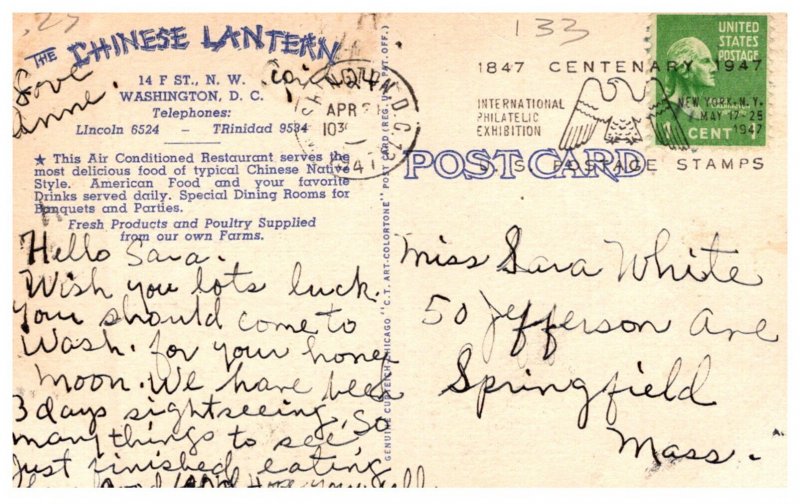 133
THE CHINESE LANTERN
14 F ST., N. W.
WASHINGTON, D. C.
Telephones:
LIncoln 6524 – TRinidad 9534
★ This Air Conditioned Restaurant serves the
most delicious food of typical Chinese Native
Style. American Food and your favorite
Drinks served daily. Special Dining Rooms for
Banquets and Parties.
Fresh Products and Poultry Supplied
from our own Farms.
Love
Anne.
Hello Sara.
Wish you lots luck.
Your should come to
Wash. for your honey
moon. We have been
3 days sightseeing, So
many things to see
Just finished eating
GENUINE CURTEICH-CHICAGO "C.T. ART-COLORTONE" POST CARD (REG. U.S. PAT. OFF.)
WASHINGTON, D.C.
APR
1030
1847 CENTENARY 1947
INTERNATIONAL
PHILATELIC
EXHIBITION
NEW YORK, N.Y.
MAY 17-25
1947
U.S. POSTAGE STAMPS
UNITED
STATES
POSTAGE
1 CENT 1
POST CARD
Miss Sara White
50 Jefferson Ave
Springfield
Mass.